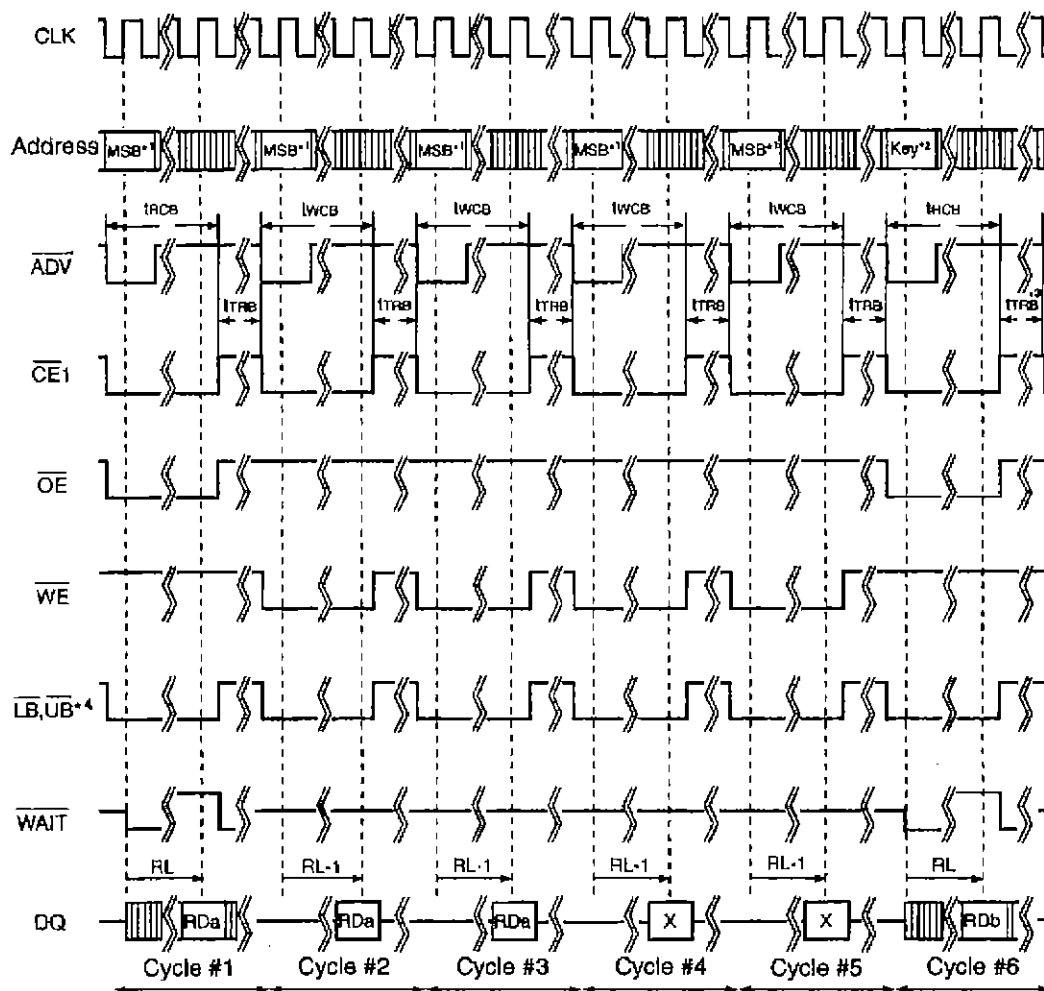 CLK
Address MSB*1 MSB*1 MSB*1 MSB*1 MSB*1 Key*2
tRCB tWCB tWCB tWCB tWCB tRCB
ADV
tTRB tTRB tTRB tTRB tTRB tTRB*3
CE1
OE
WE
LB,UB*4
WAIT
RL RL-1 RL-1 RL-1 RL-1 RL
DQ RDa RDa RDa X X RDb
Cycle #1 Cycle #2 Cycle #3 Cycle #4 Cycle #5 Cycle #6